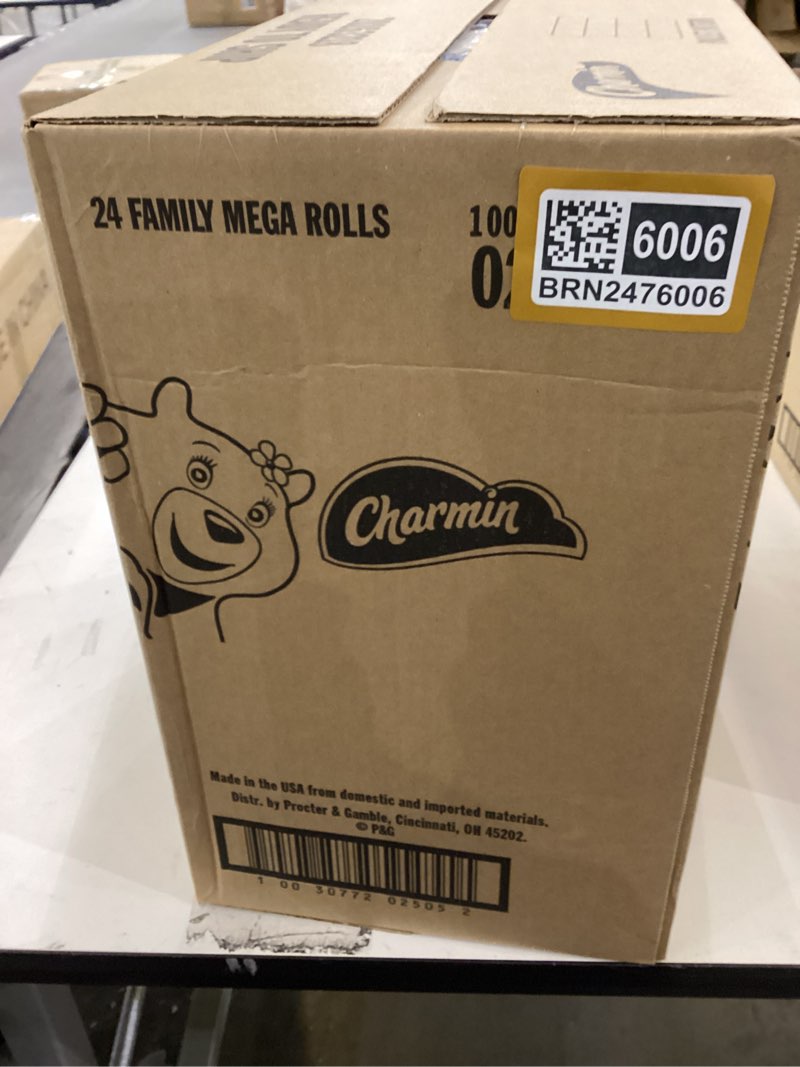 24 FAMILY MEGA ROLLS
100
02
6006
BRN2476006
Charmin
Charmin
Made in the USA from domestic and imported materials.
Distr. by Procter & Gamble, Cincinnati, OH 45202.
© P&G
1 00 30772 02505 2